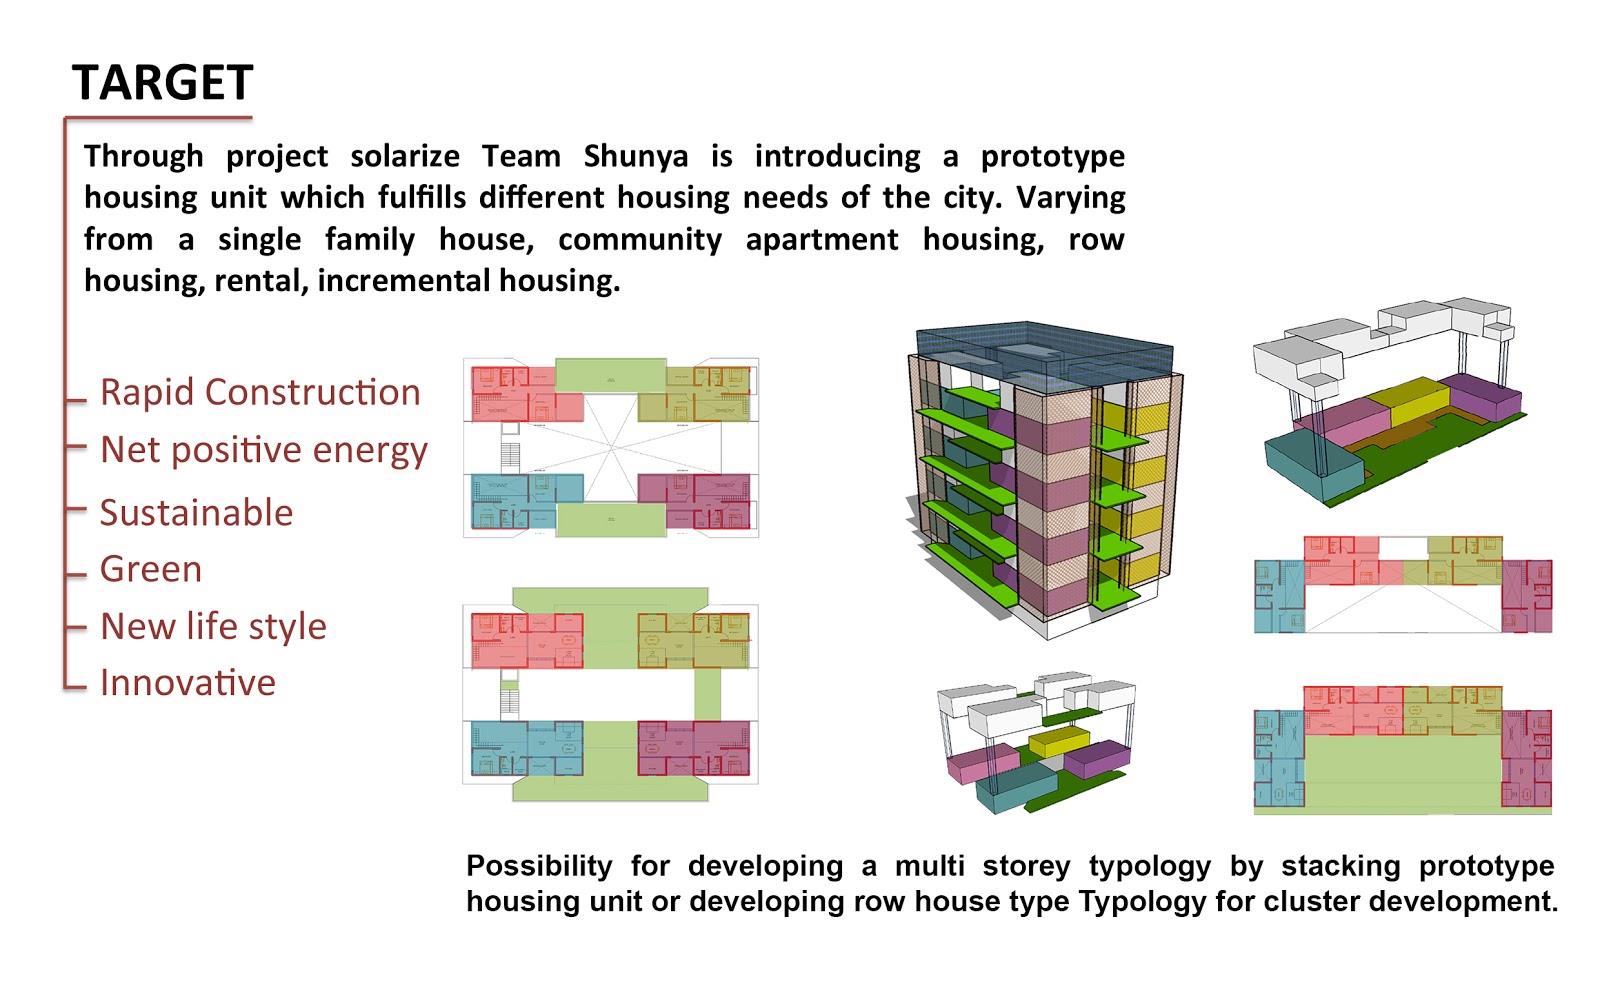 TARGET
Through project solarize Team Shunya is introducing a prototype
housing unit which fulfills different housing needs of the city. Varying
from a single family house, community apartment housing, row
housing, rental, incremental housing.
Rapid Construction
Net positive energy
Sustainable
Green
New life style
Innovative
Possibility for developing a multi storey typology by stacking prototype
housing unit or developing row house type Typology for cluster development.